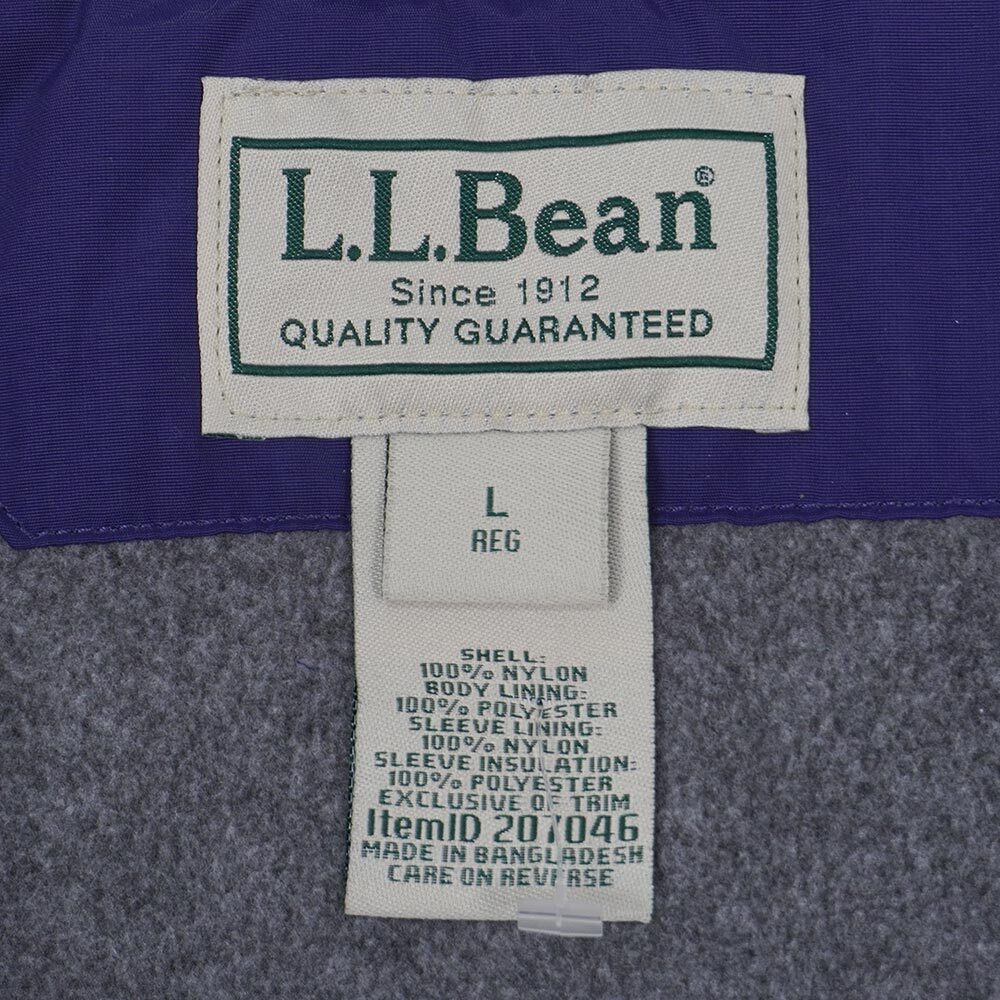 L.L.Bean®
Since 1912
QUALITY GUARANTEED
L
REG
SHELL:
100% NYLON
BODY LINING:
100% POLYESTER
SLEEVE LINING:
100% NYLON
SLEEVE INSULATION:
100% POLYESTER
EXCLUSIVE OF TRIM
ItemID 207046
MADE IN BANGLADESH
CARE ON REVERSE